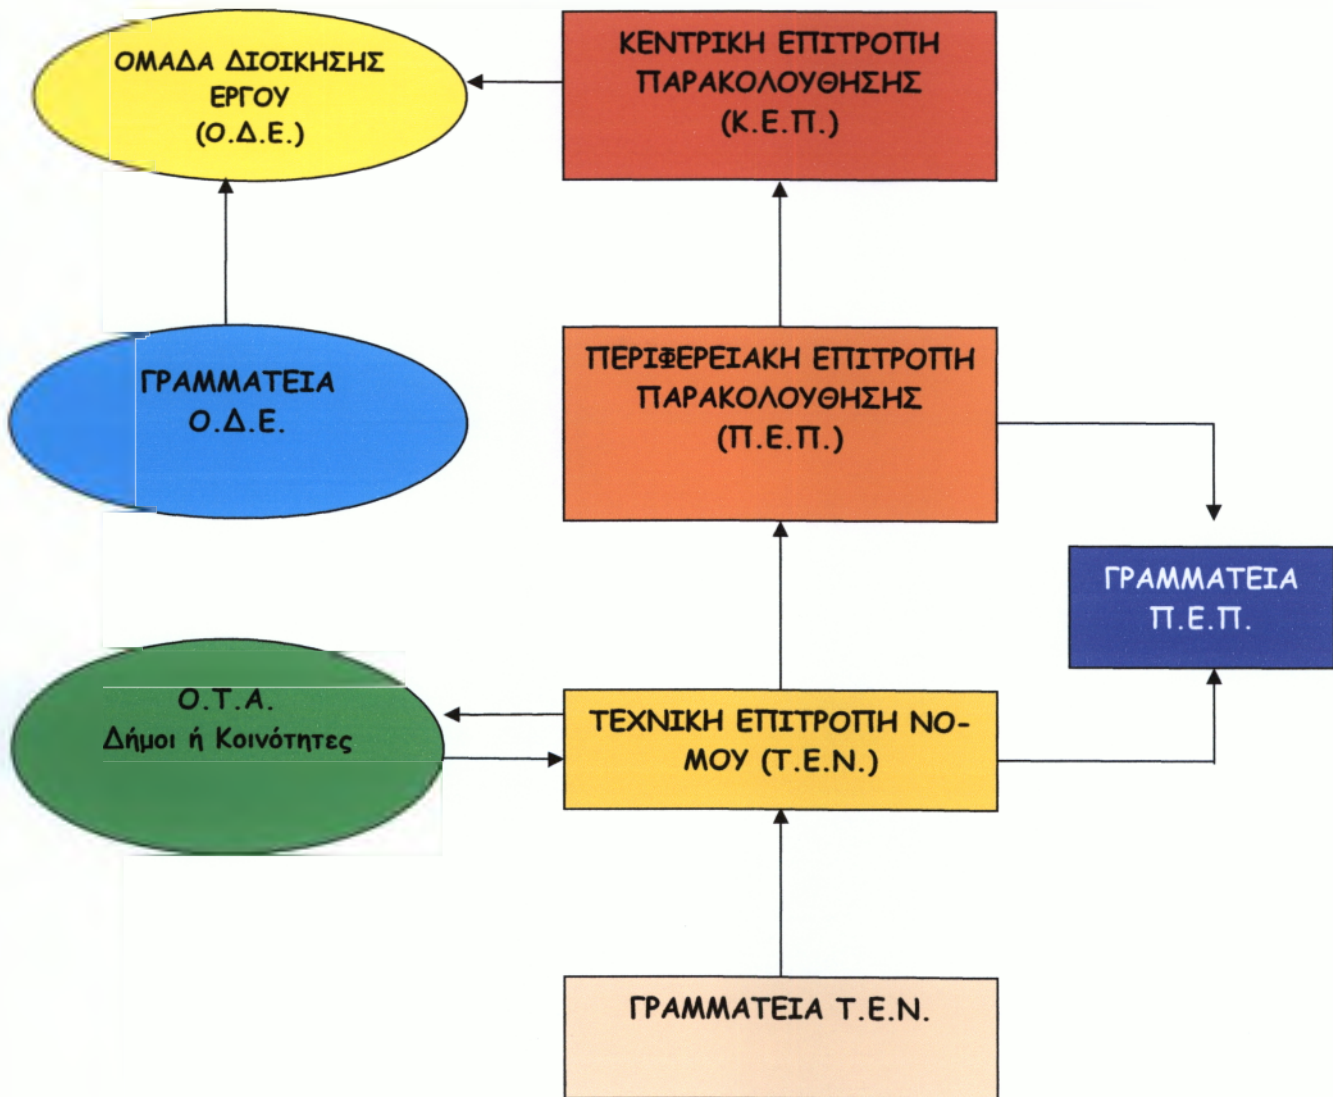 ΟΜΑΔΑ ΔΙΟΙΚΗΣΗΣ
ΕΡΓΟΥ
(Ο.Δ.Ε.)
ΚΕΝΤΡΙΚΗ ΕΠΙΤΡΟΠΗ
ΠΑΡΑΚΟΛΟΥΘΗΣΗΣ
(Κ.Ε.Π.)
ΓΡΑΜΜΑΤΕΙΑ
Ο.Δ.Ε.
ΠΕΡΙΦΕΡΕΙΑΚΗ ΕΠΙΤΡΟΠΗ
ΠΑΡΑΚΟΛΟΥΘΗΣΗΣ
(Π.Ε.Π.)
ΓΡΑΜΜΑΤΕΙΑ
Π.Ε.Π.
Ο.Τ.Α.
Δήμοι ή Κοινότητες
ΤΕΧΝΙΚΗ ΕΠΙΤΡΟΠΗ ΝΟ-
ΜΟΥ (Τ.Ε.Ν.)
ΓΡΑΜΜΑΤΕΙΑ Τ.Ε.Ν.